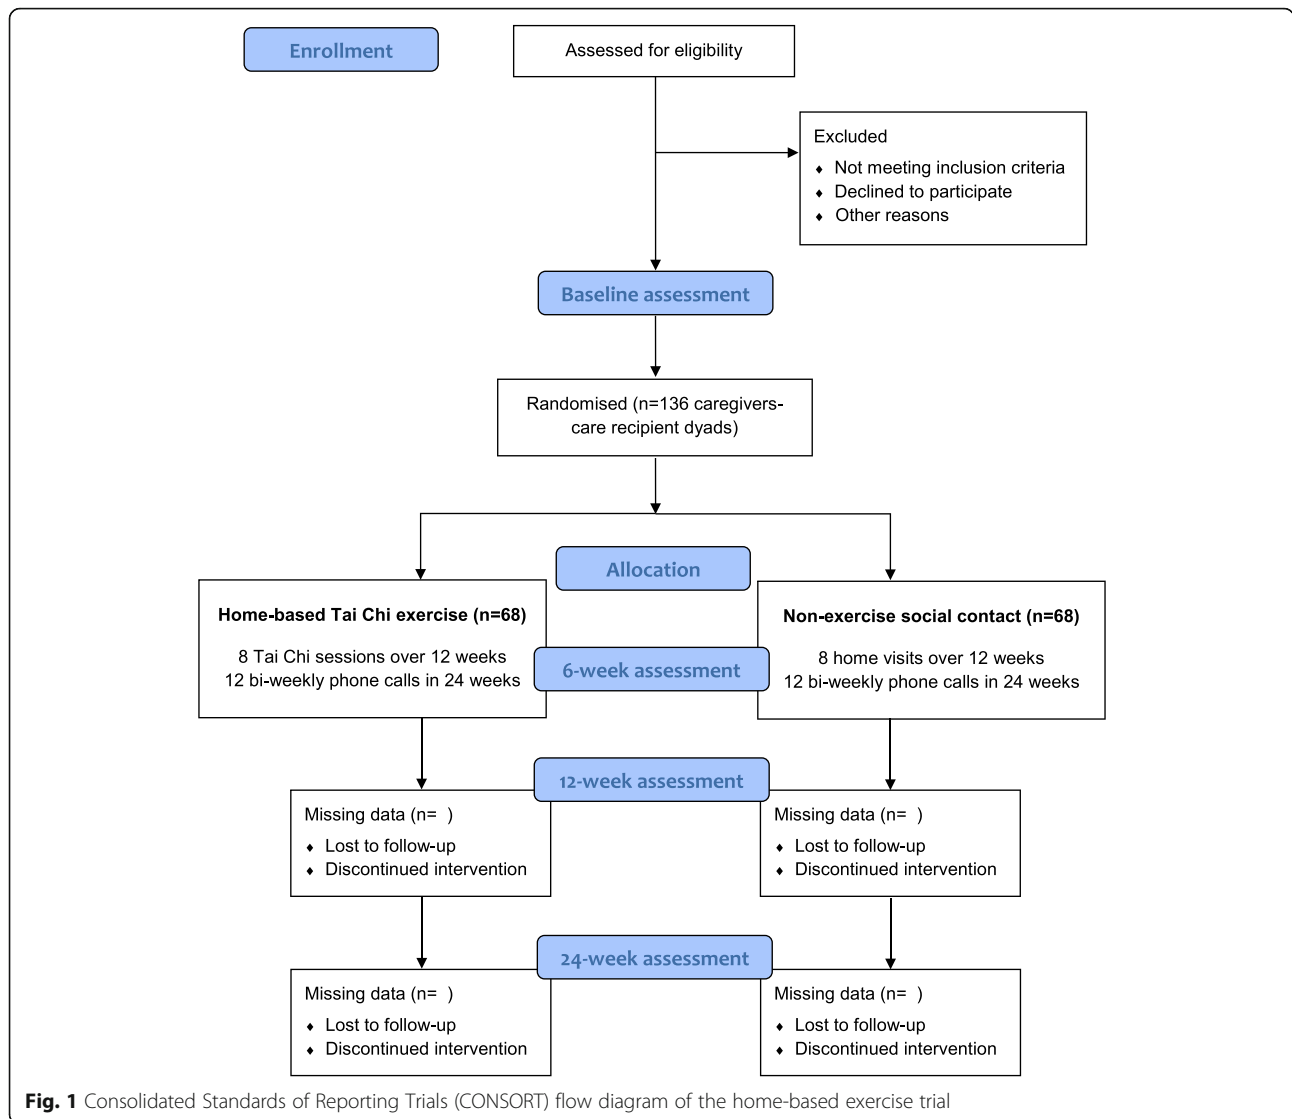 Enrollment
Assessed for eligibility
Excluded
♦ Not meeting inclusion criteria
♦ Declined to participate
♦ Other reasons
Baseline assessment
Randomised (n=136 caregivers-
care recipient dyads)
Allocation
Home-based Tai Chi exercise (n=68)
8 Tai Chi sessions over 12 weeks
12 bi-weekly phone calls in 24 weeks
Non-exercise social contact (n=68)
8 home visits over 12 weeks
12 bi-weekly phone calls in 24 weeks
6-week assessment
12-week assessment
Missing data (n= )
♦ Lost to follow-up
♦ Discontinued intervention
Missing data (n= )
♦ Lost to follow-up
♦ Discontinued intervention
24-week assessment
Missing data (n= )
♦ Lost to follow-up
♦ Discontinued intervention
Missing data (n= )
♦ Lost to follow-up
♦ Discontinued intervention
Fig. 1 Consolidated Standards of Reporting Trials (CONSORT) flow diagram of the home-based exercise trial